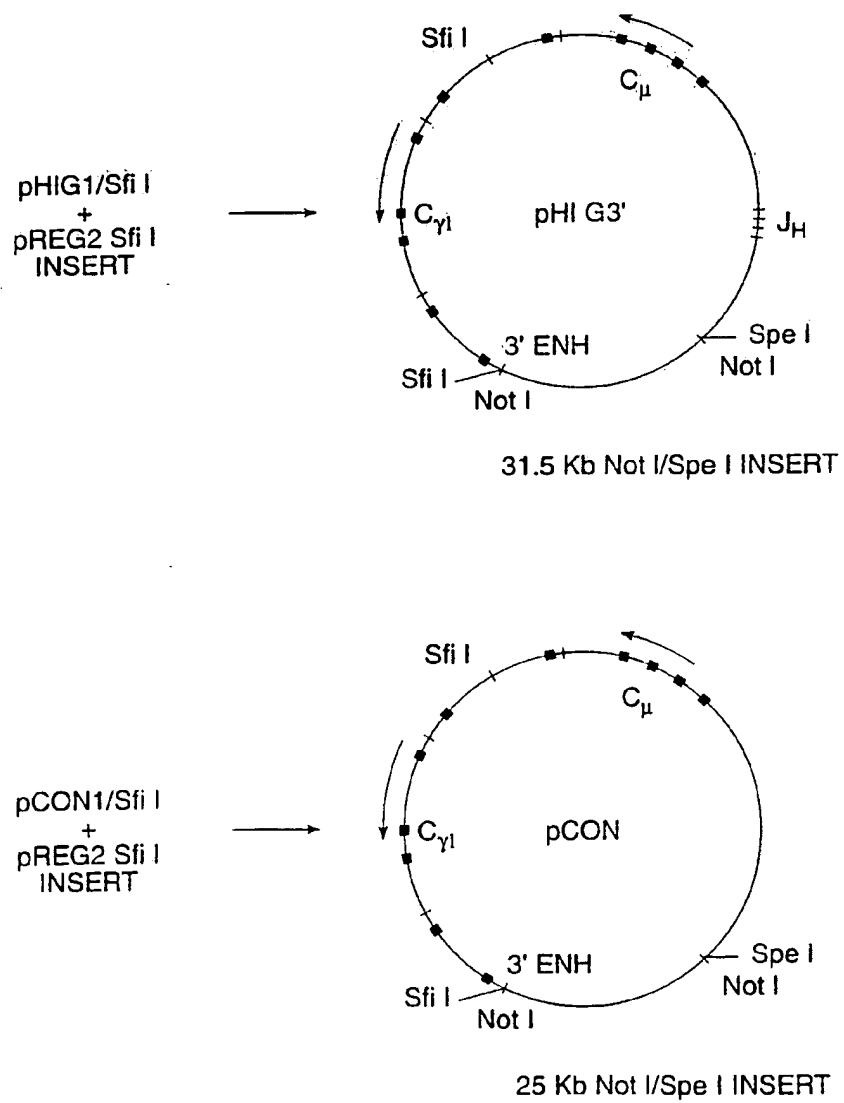 Sfi I
Cμ
pHIG1/Sfi I
+
pREG2 Sfi I
INSERT
Cγ1
pHI G3'
JH
3' ENH
Spe I
Sfi I
Not I
Not I
31.5 Kb Not I/Spe I INSERT
Sfi I
Cμ
pCON1/Sfi I
+
pREG2 Sfi I
INSERT
Cγ1
pCON
3' ENH
Spe I
Sfi I
Not I
Not I
25 Kb Not I/Spe I INSERT